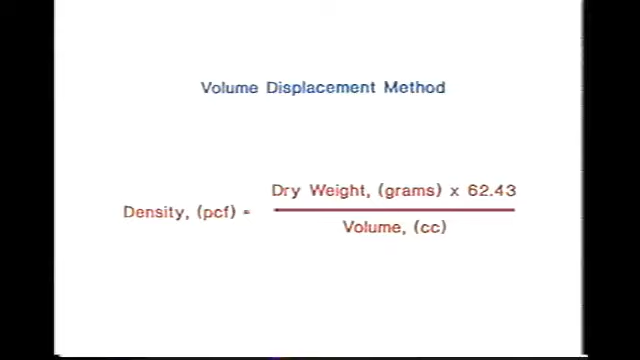 Volume Displacement Method
Dry Weight, (grams) x 62.43
Density, (pcf) =
Volume, (cc)